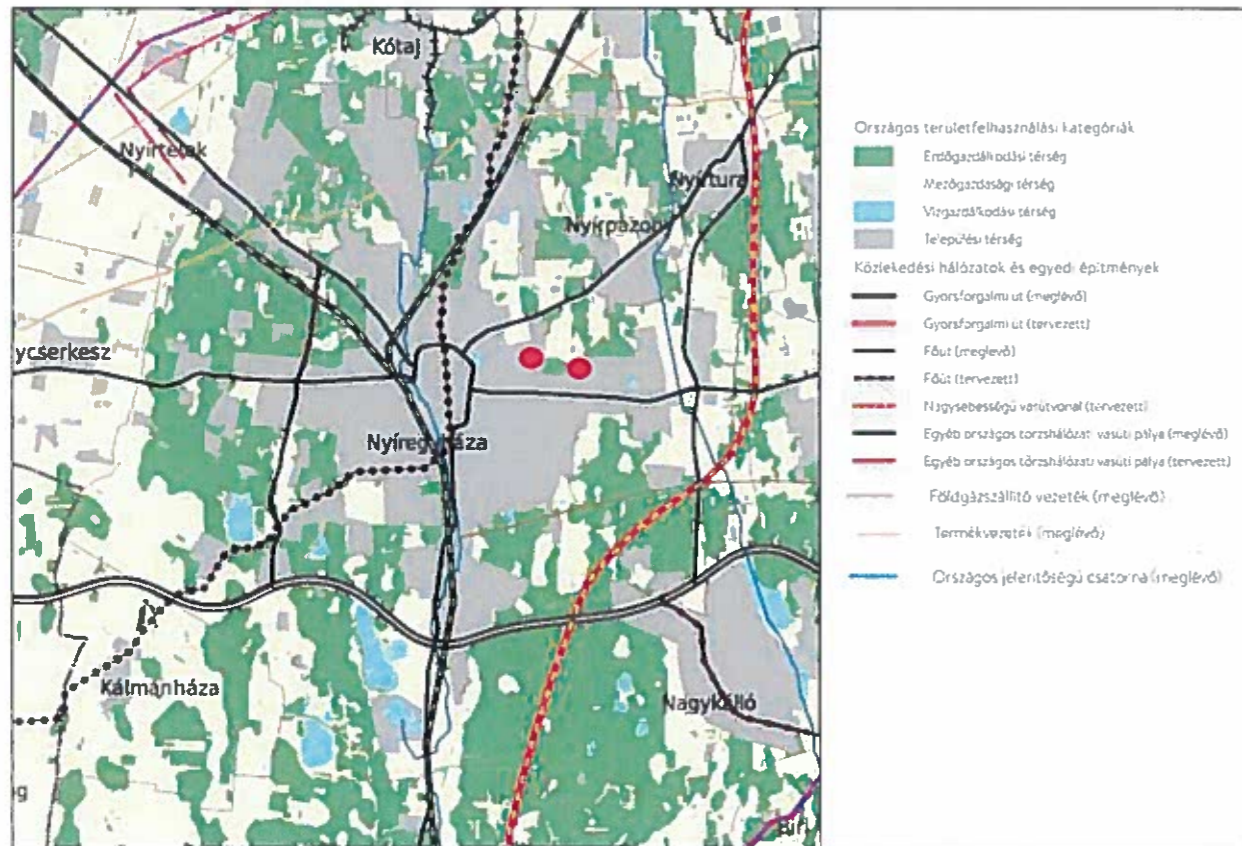 Kótaj
Nyírtelek
Nyírtura
Nyírpazony
ycserkesz
Nyíregyháza
Kálmánháza
Nagykálló
Országos területfelhasználási kategóriák
Erdőgazdálkodási térség
Mezőgazdasági térség
Vízgazdálkodási térség
Települési térség
Közlekedési hálózatok és egyedi építmények
Gyorsforgalmi út (meglévő)
Gyorsforgalmi út (tervezett)
Főút (meglévő)
Főút (tervezett)
Nagysebességű vasútvonal (tervezett)
Egyéb országos törzshálózati vasúti pálya (meglévő)
Egyéb országos törzshálózati vasúti pálya (tervezett)
Földgázszállító vezeték (meglévő)
Termékvezeték (meglévő)
Országos jelentőségű csatorna (meglévő)